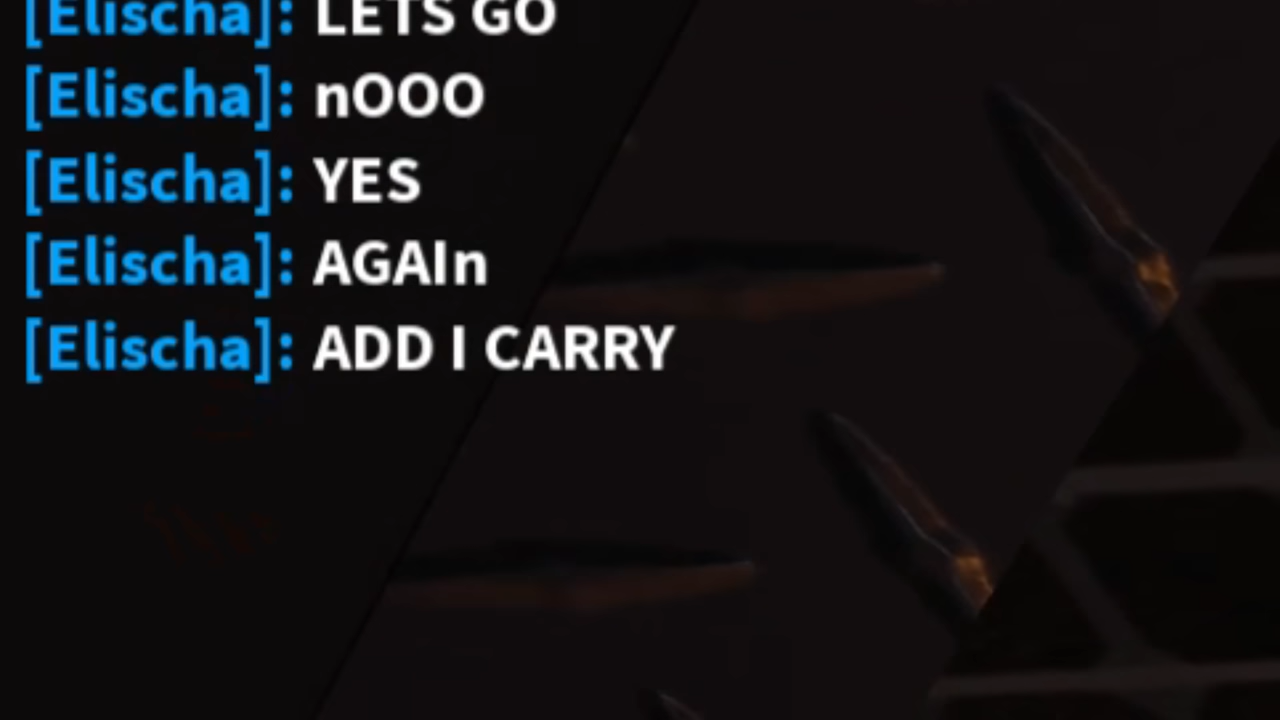 [Elischa]: LETS GO
[Elischa]: nOOO
[Elischa]: YES
[Elischa]: AGAIn
[Elischa]: ADD I CARRY